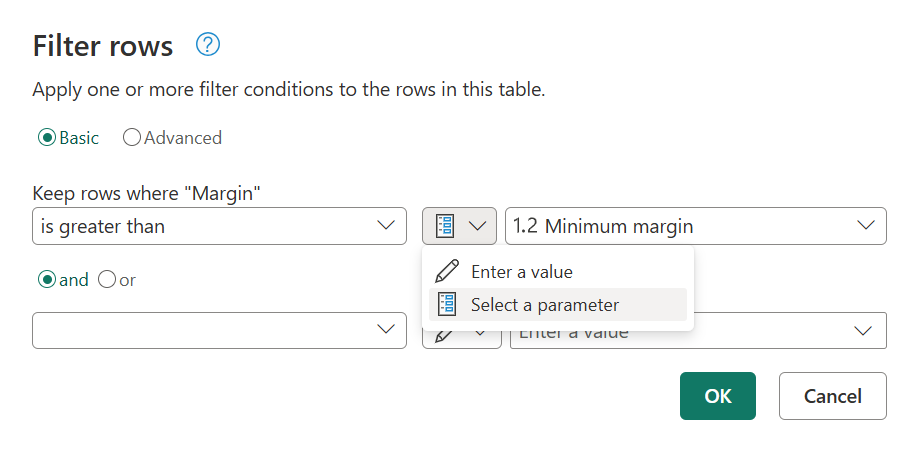 Filter rows ?
Apply one or more filter conditions to the rows in this table.
Basic Advanced
Keep rows where "Margin"
is greater than 1.2 Minimum margin
Enter a value
and or
Select a parameter
Enter a value
OK Cancel